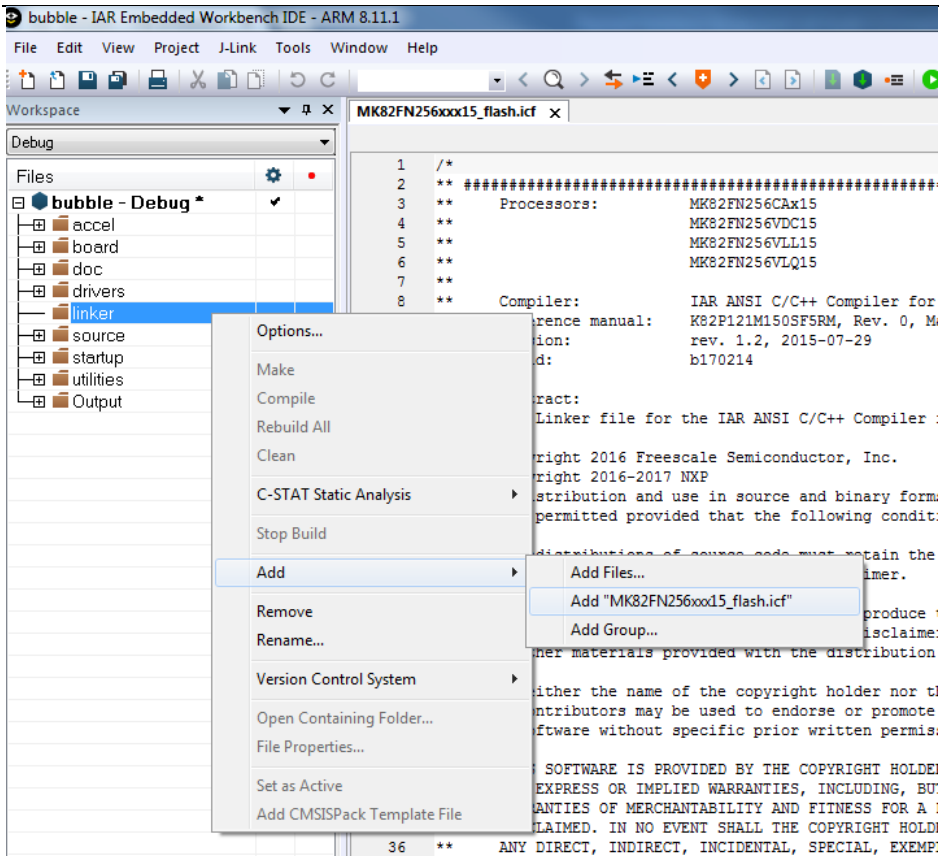 bubble - IAR Embedded Workbench IDE - ARM 8.11.1
File Edit View Project J-Link Tools Window Help
Workspace
MK82FN256xxx15_flash.icf
Debug
Files
bubble - Debug *
accel
board
doc
drivers
linker
source
startup
utilities
Output
Options...
Make
Compile
Rebuild All
Clean
C-STAT Static Analysis
Stop Build
Add
Remove
Rename...
Version Control System
Open Containing Folder...
File Properties...
Set as Active
Add CMSISPack Template File
Add Files...
Add "MK82FN256xxx15_flash.icf"
Add Group...
1 /*
2 ** ####################################################
3 ** Processors: MK82FN256CAx15
4 ** MK82FN256VDC15
5 ** MK82FN256VLL15
6 ** MK82FN256VLQ15
7 **
8 ** Compiler: IAR ANSI C/C++ Compiler for
erence manual: K82P121M150SF5RM, Rev. 0, Ma
ion: rev. 1.2, 2015-07-29
d: b170214
ract:
Linker file for the IAR ANSI C/C++ Compiler
right 2016 Freescale Semiconductor, Inc.
right 2016-2017 NXP
stribution and use in source and binary form
permitted provided that the following conditi
distributions of source code must retain the
imer.
produce
isclaime
her materials provided with the distribution
either the name of the copyright holder nor t
ontributors may be used to endorse or promote
oftware without specific prior written permis
SOFTWARE IS PROVIDED BY THE COPYRIGHT HOLDE
EXPRESS OR IMPLIED WARRANTIES, INCLUDING, BU
RANTIES OF MERCHANTABILITY AND FITNESS FOR A
CLAIMED. IN NO EVENT SHALL THE COPYRIGHT HOLD
36 ** ANY DIRECT, INDIRECT, INCIDENTAL, SPECIAL, EXEMP